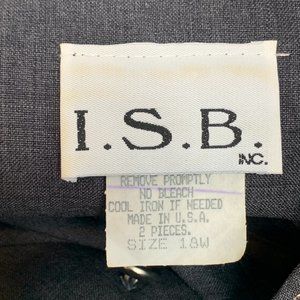 I.S.B.
INC.
REMOVE PROMPTLY
NO BLEACH
COOL IRON IF NEEDED
MADE IN U.S.A.
2 PIECES.
SIZE 18W